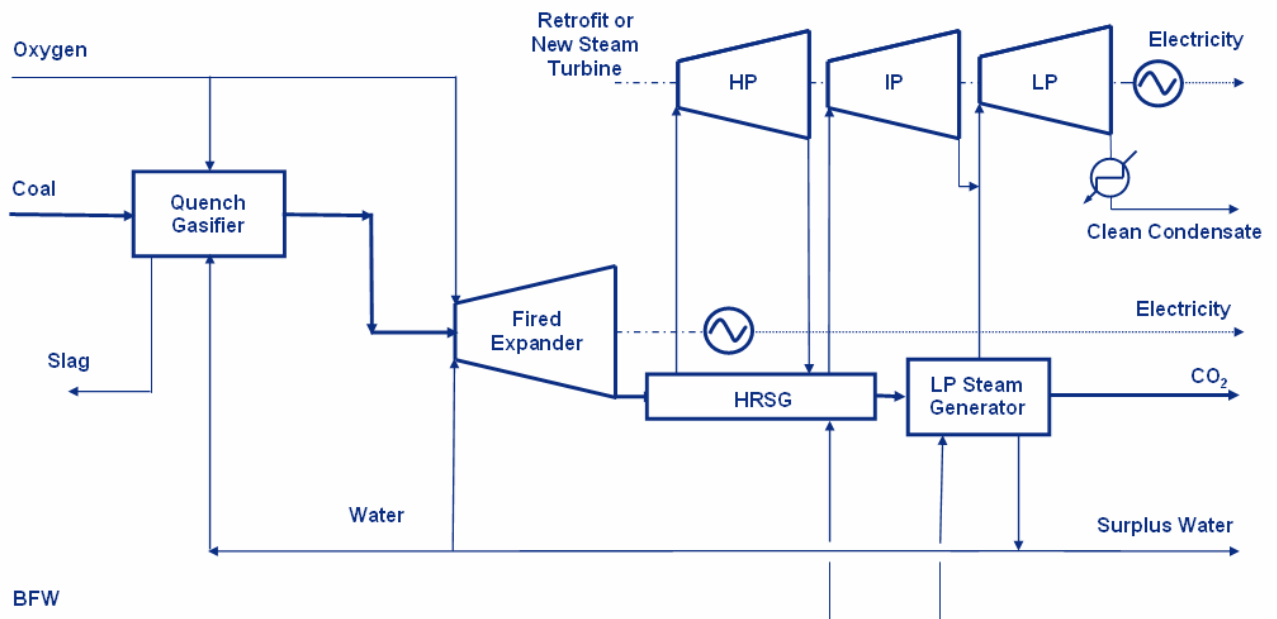 Oxygen
Retrofit or
New Steam
Turbine
HP
IP
LP
Electricity
Coal
Quench
Gasifier
Clean Condensate
Fired
Expander
Electricity
Slag
HRSG
LP Steam
Generator
CO₂
Water
Surplus Water
BFW